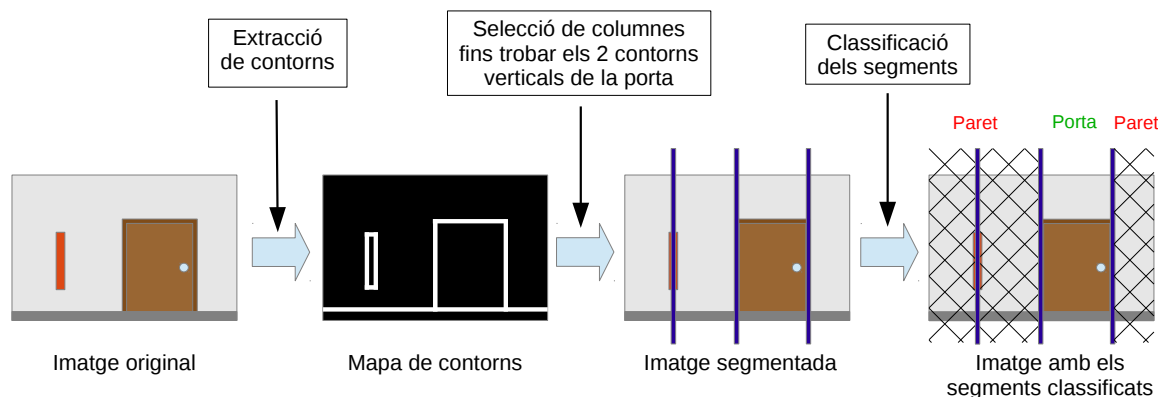 Extracció
de contorns
Selecció de columnes
fins trobar els 2 contorns
verticals de la porta
Classificació
dels segments
Paret
Porta
Paret
Imatge original
Mapa de contorns
Imatge segmentada
Imatge amb els
segments classificats